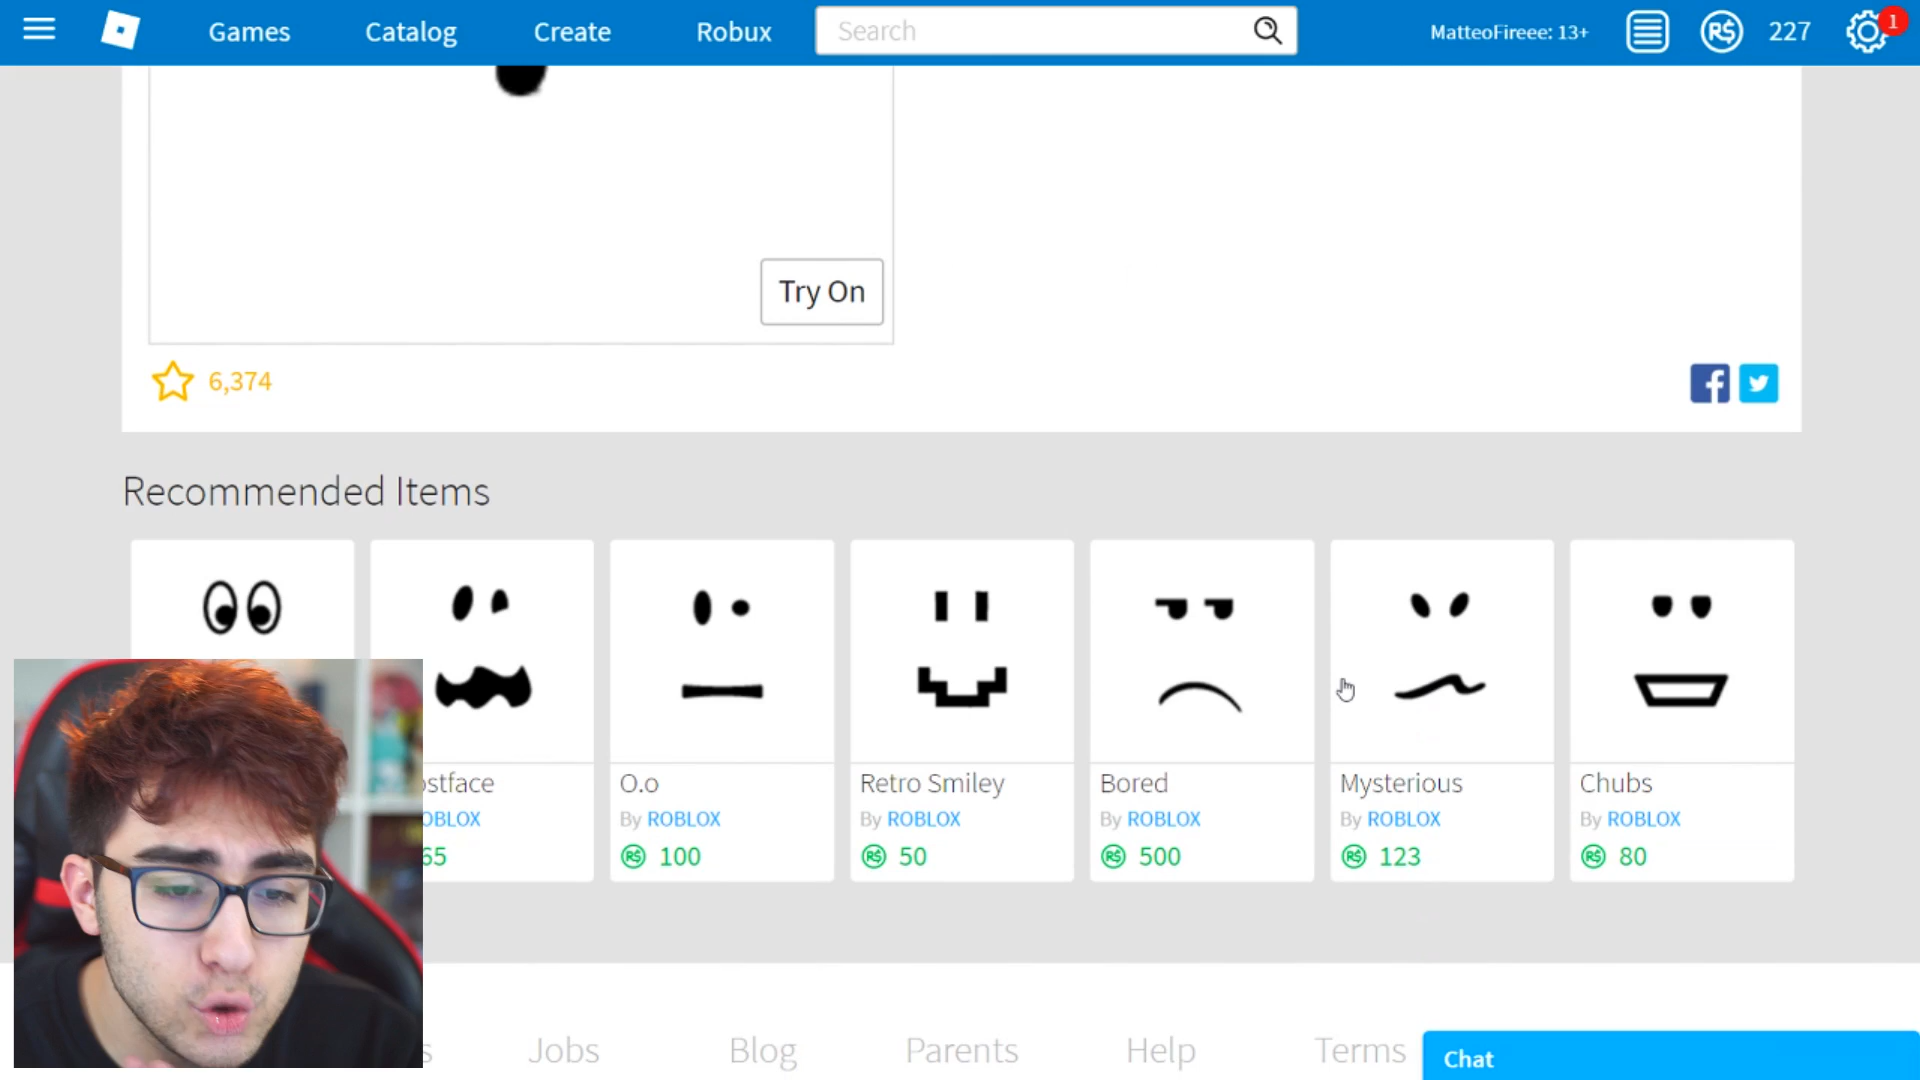 Games Catalog Create Robux Search MatteoFireee: 13+ R$ 227 1
Try On
6,374
Recommended Items
ostface O.o Retro Smiley Bored Mysterious Chubs
OBLOX By ROBLOX By ROBLOX By ROBLOX By ROBLOX By ROBLOX
65 R$ 100 R$ 50 R$ 500 R$ 123 R$ 80
s Jobs Blog Parents Help Terms Chat